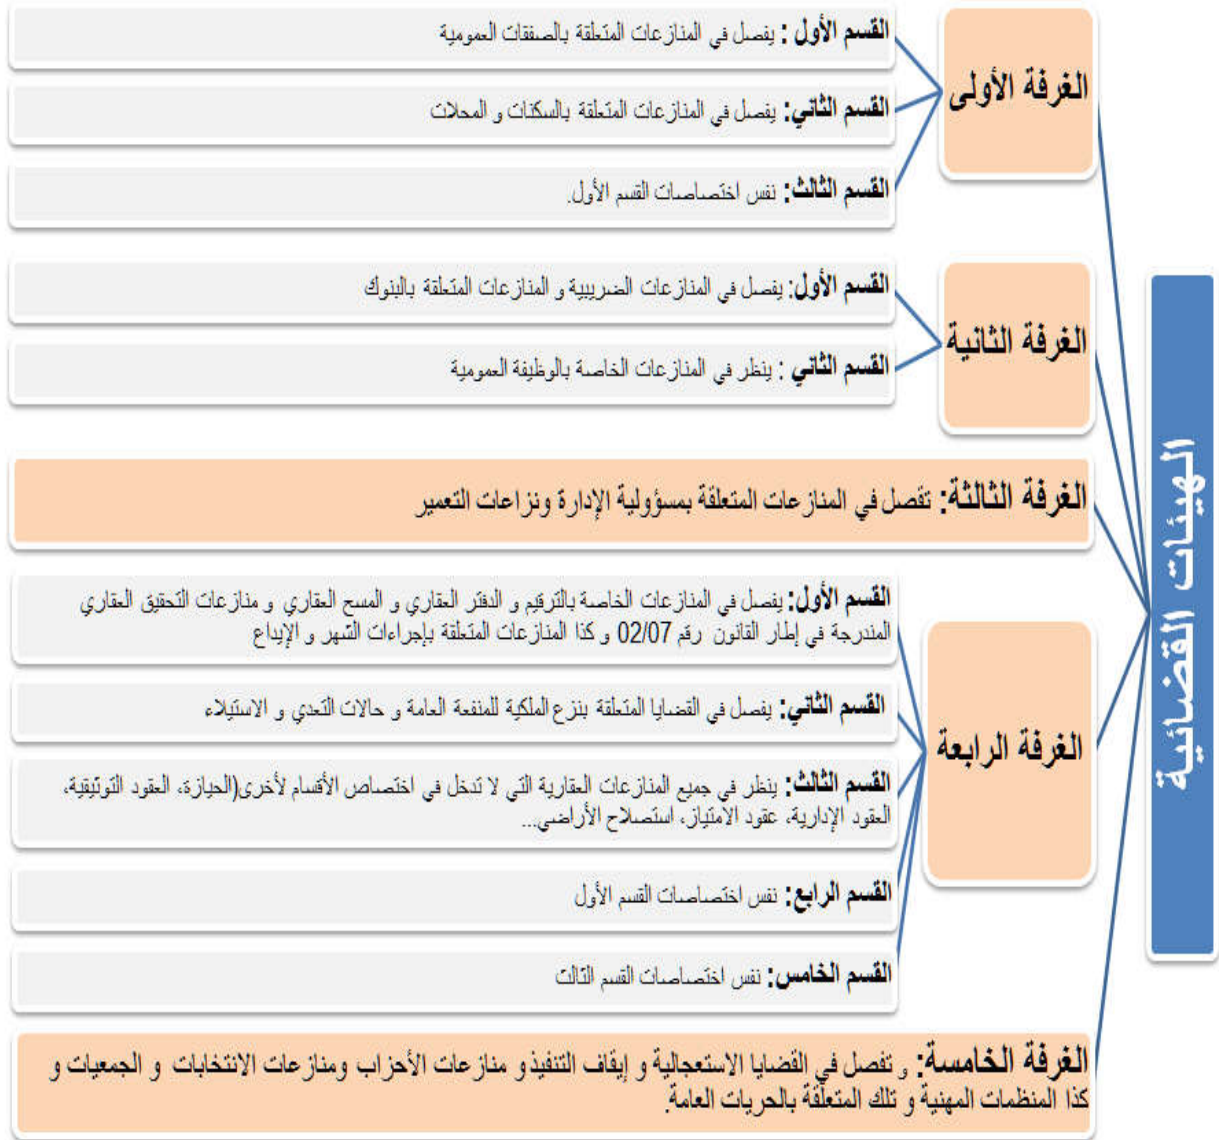 الهيئات القضائية
الغرفة الأولى
القسم الأول : يفصل في المنازعات المتعلقة بالصفقات العمومية
القسم الثاني: يفصل في المنازعات المتعلقة بالسكنات و المحلات
القسم الثالث: نفس اختصاصات القسم الأول.
الغرفة الثانية
القسم الأول: يفصل في المنازعات الضريبية و المنازعات المتعلقة بالبنوك
القسم الثاني : ينظر في المنازعات الخاصة بالوظيفة العمومية
الغرفة الثالثة: تفصل في المنازعات المتعلقة بمسؤولية الإدارة ونزاعات التعمير
الغرفة الرابعة
القسم الأول: يفصل في المنازعات الخاصة بالترقيم و الدفتر العقاري و المسح العقاري و منازعات التحقيق العقاري
المندرجة في إطار القانون رقم 02/07 و كذا المنازعات المتعلقة بإجراءات الشهر و الإيداع
القسم الثاني: يفصل في القضايا المتعلقة بنزع الملكية للمنفعة العامة و حالات التعدي و الاستيلاء
القسم الثالث: ينظر في جميع المنازعات العقارية التي لا تدخل في اختصاص الأقسام لأخرى(الحيازة، العقود التوثيقية،
العقود الإدارية، عقود الامتياز، استصلاح الأراضي...
القسم الرابع: نفس اختصاصات القسم الأول
القسم الخامس: نفس اختصاصات القسم الثالث
الغرفة الخامسة: و تفصل في القضايا الاستعجالية و إيقاف التنفيذو منازعات الأحزاب ومنازعات الانتخابات و الجمعيات و
كذا المنظمات المهنية و تلك المتعلقة بالحريات العامة.